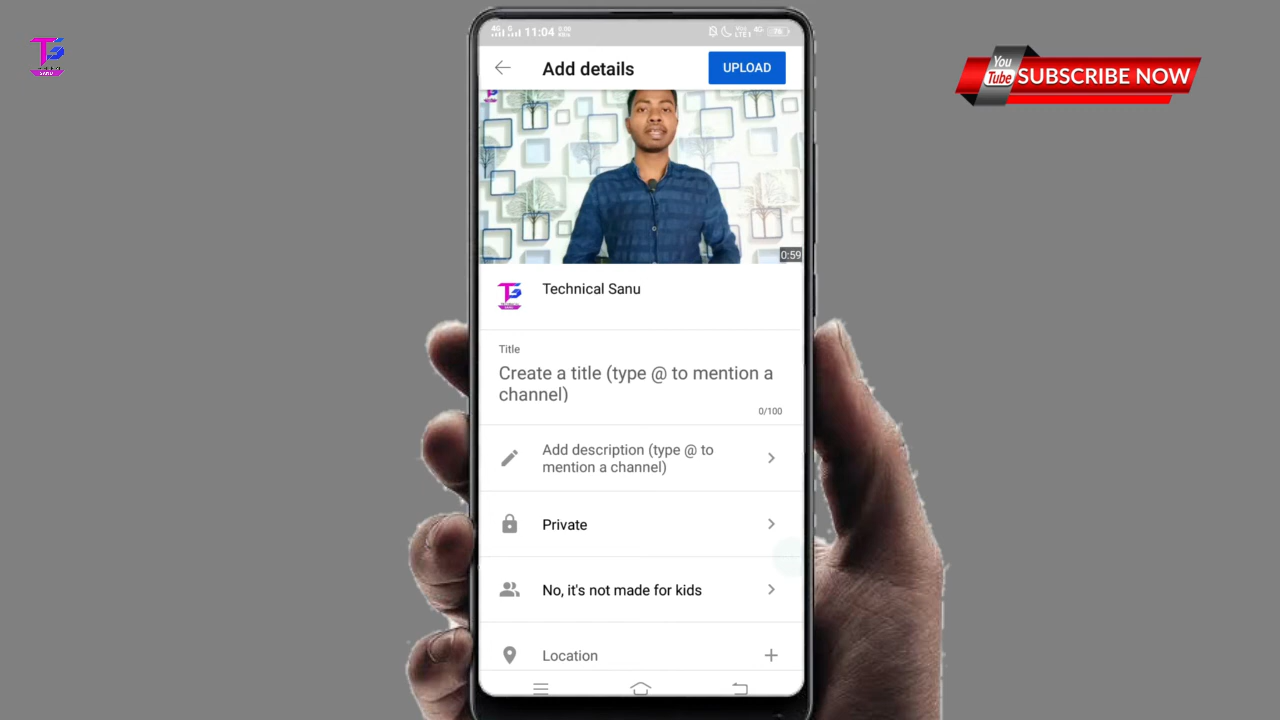 SANU
You
Tube
SUBSCRIBE NOW
11:04
Add details
UPLOAD
0:59
Technical Sanu
Title
Create a title (type @ to mention a
channel)
0/100
Add description (type @ to
mention a channel)
Private
No, it's not made for kids
Location